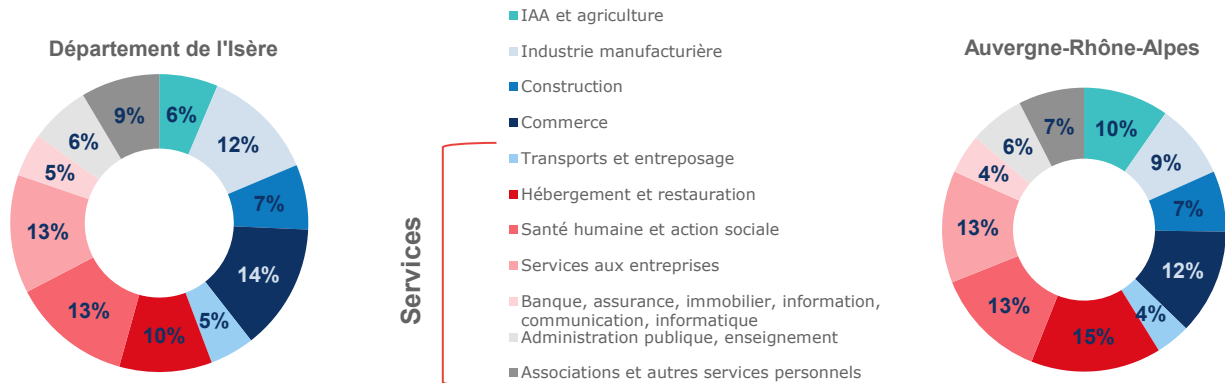 Département de l'Isère
6%
12%
7%
14%
5%
10%
13%
13%
5%
6%
9%
IAA et agriculture
Industrie manufacturière
Construction
Commerce
Services
Transports et entreposage
Hébergement et restauration
Santé humaine et action sociale
Services aux entreprises
Banque, assurance, immobilier, information,
communication, informatique
Administration publique, enseignement
Associations et autres services personnels
Auvergne-Rhône-Alpes
10%
9%
7%
12%
4%
15%
13%
13%
4%
6%
7%